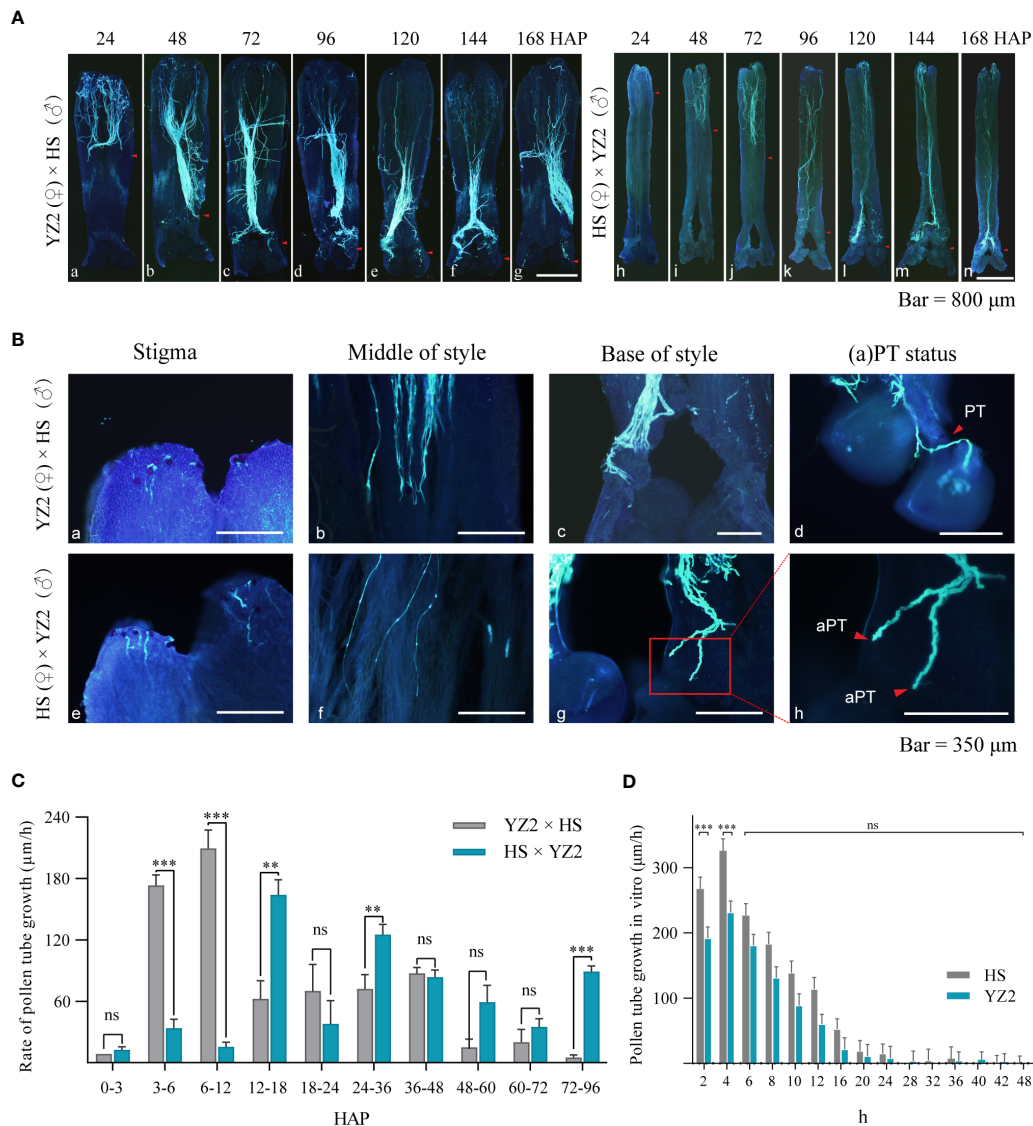 A
24 48 72 96 120 144 168 HAP
24 48 72 96 120 144 168 HAP
YZ2 (♀) × HS (♂)
a b c d e f g
HS (♀) × YZ2 (♂)
h i j k l m n
Bar = 800 μm
B
Stigma Middle of style Base of style (a)PT status
YZ2 (♀) × HS (♂)
PT
a b c d
HS (♀) × YZ2 (♂)
aPT
aPT
e f g h
Bar = 350 μm
C
Rate of pollen tube growth (μm/h)
240
180
120
60
YZ2 × HS
HS × YZ2
ns *** *** ** ns ** ns ns ns ***
0-3 3-6 6-12 12-18 18-24 24-36 36-48 48-60 60-72 72-96
HAP
D
Pollen tube growth in vitro (μm/h)
300
200
100
*** *** ns
HS
YZ2
2 4 6 8 10 12 16 20 24 28 32 36 40 42 48
h